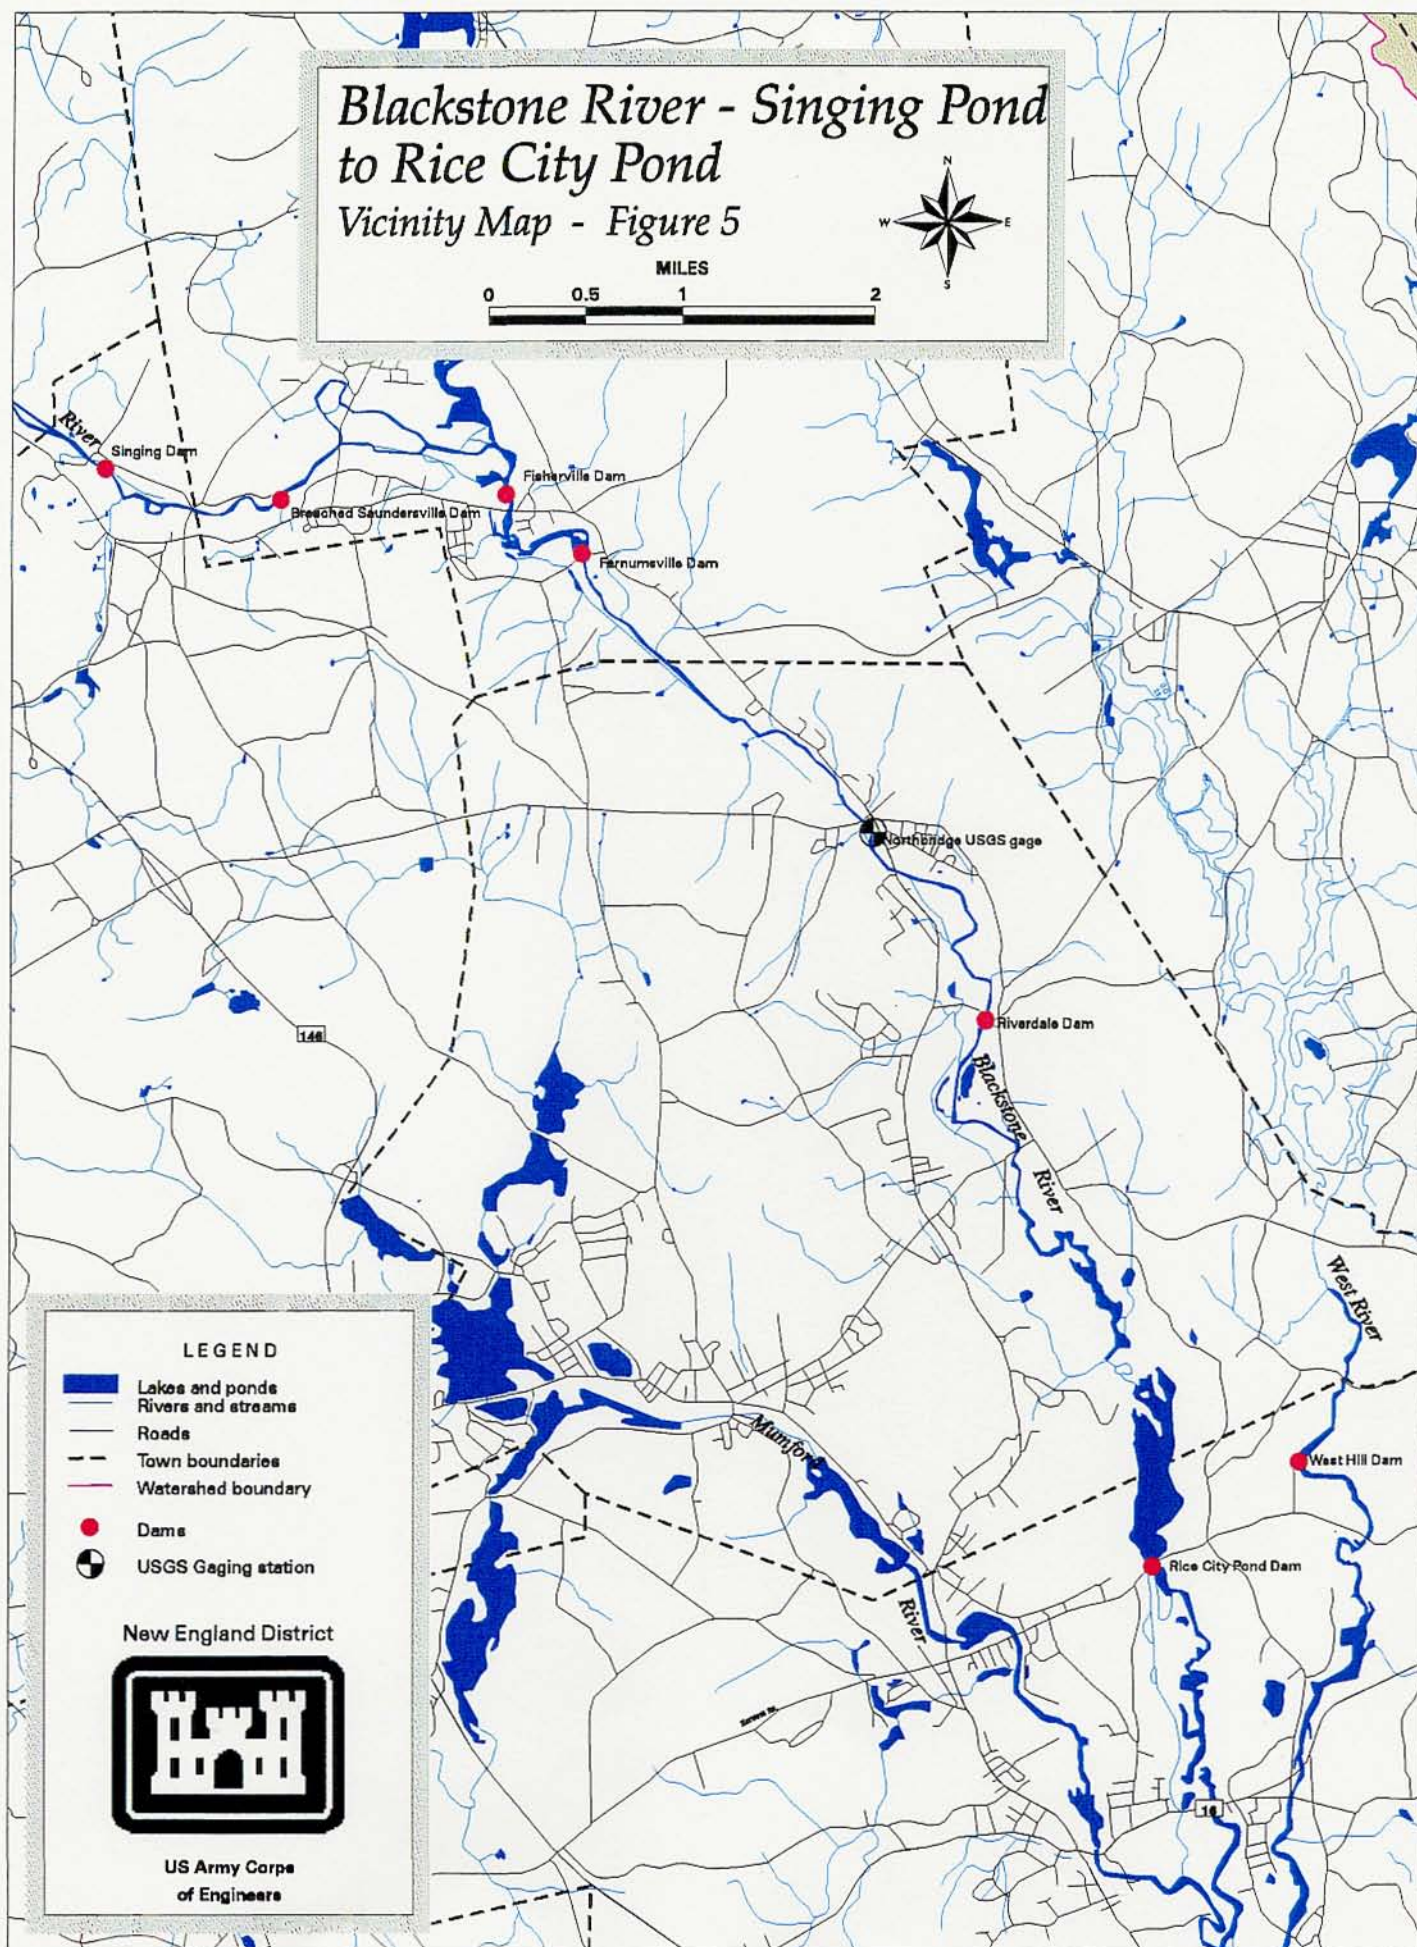 Blackstone River - Singing Pond
to Rice City Pond
Vicinity Map - Figure 5
N
W
E
S
MILES
0 0.5 1 2
River
Singing Dam
Breached Saundersville Dam
Fisherville Dam
Farnumsville Dam
Northbridge USGS gage
146
Riverdale Dam
Blackstone
River
West River
West Hill Dam
Mumford
River
Rice City Pond Dam
16
LEGEND
Lakes and ponds
Rivers and streams
Roads
Town boundaries
Watershed boundary
Dams
USGS Gaging station
New England District
US Army Corps
of Engineers